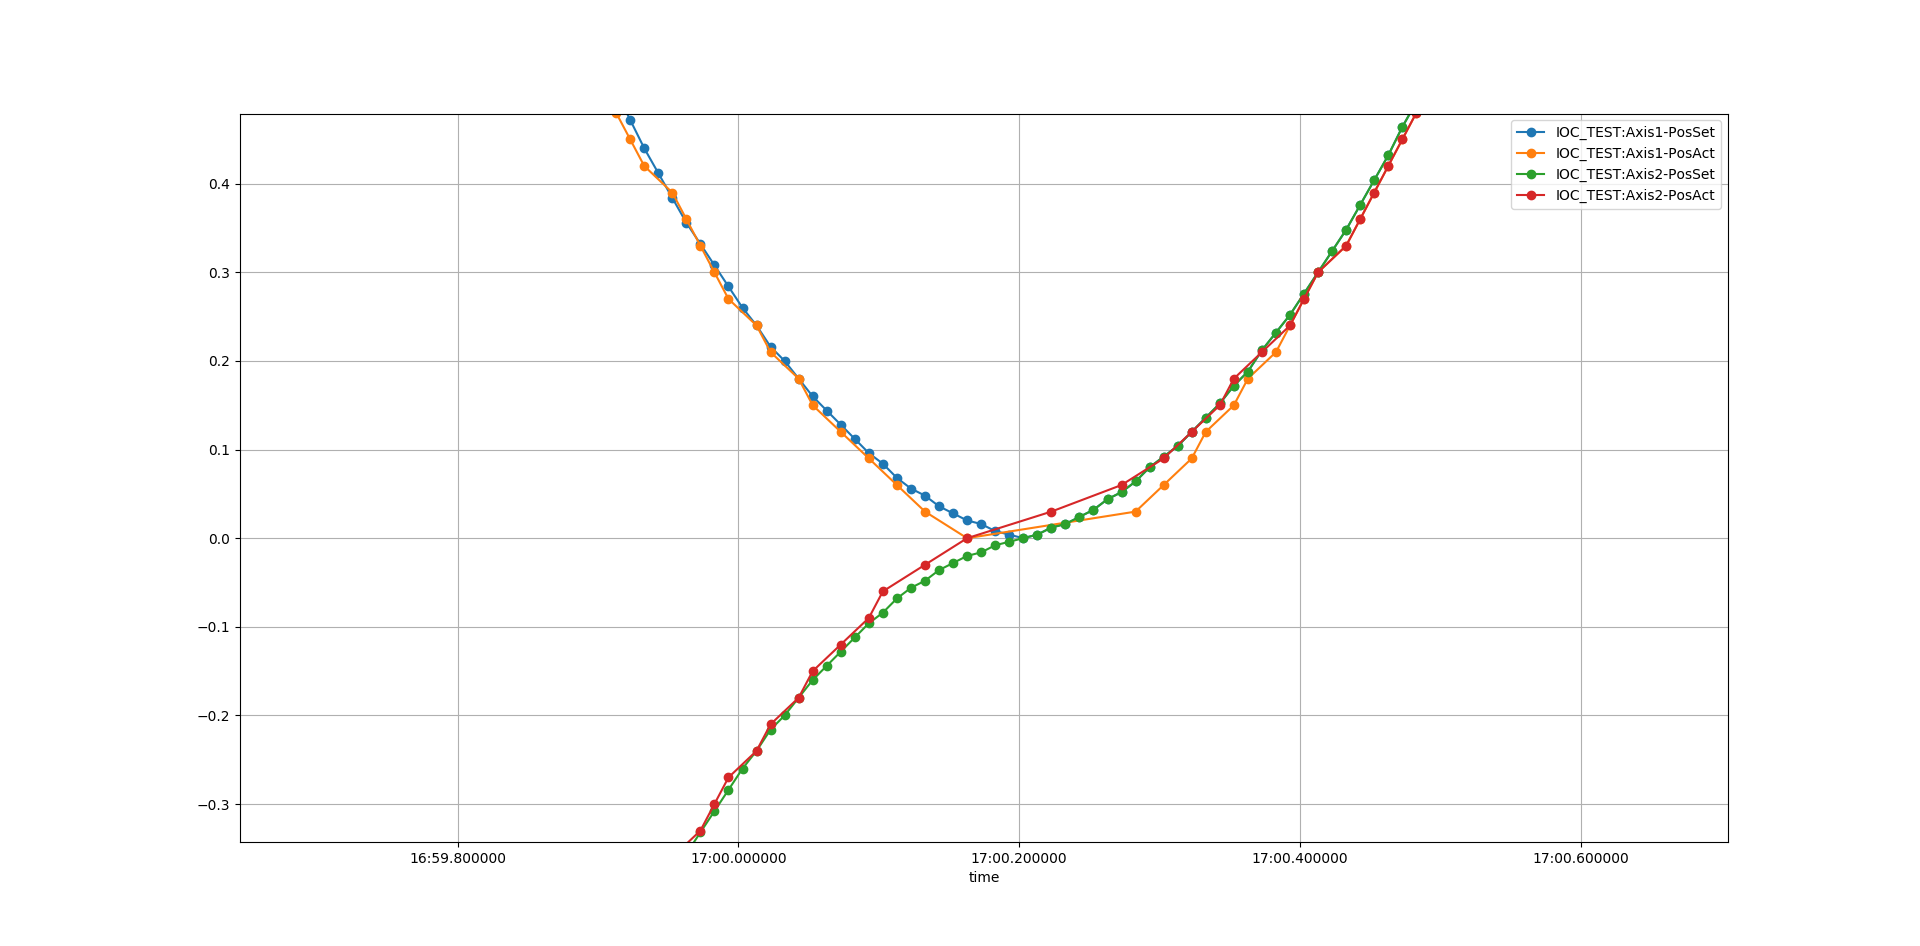 IOC_TEST:Axis1-PosSet
IOC_TEST:Axis1-PosAct
IOC_TEST:Axis2-PosSet
IOC_TEST:Axis2-PosAct
0.4
0.3
0.2
0.1
0.0
−0.1
−0.2
−0.3
16:59.800000 17:00.000000 17:00.200000 17:00.400000 17:00.600000
time